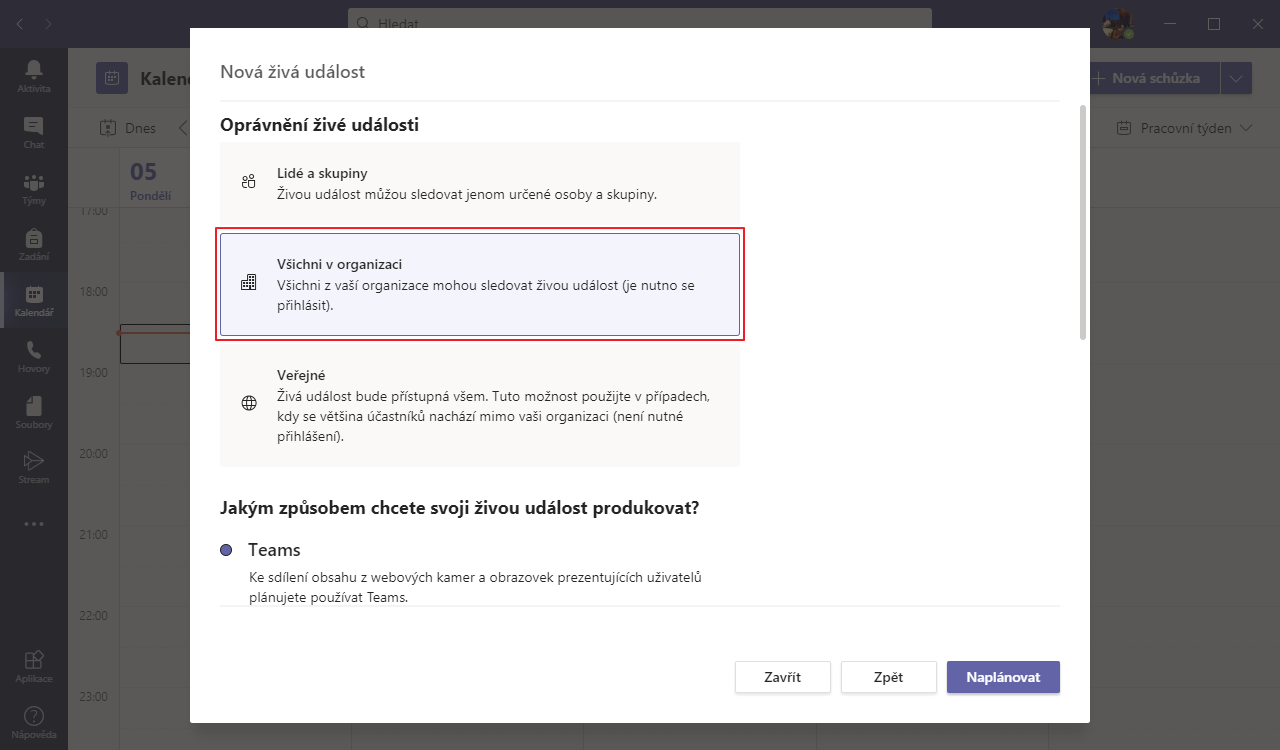 Hledat
Aktivita
Chat
Týmy
Zadání
Kalendář
Hovory
Soubory
Stream
Aplikace
Nápověda
Kalen
Nová schůzka
Dnes
Pracovní týden
05
Pondělí
17:00
18:00
19:00
20:00
21:00
22:00
23:00
Nová živá událost
Oprávnění živé události
Lidé a skupiny
Živou událost můžou sledovat jenom určené osoby a skupiny.
Všichni v organizaci
Všichni z vaší organizace mohou sledovat živou událost (je nutno se
přihlásit).
Veřejné
Živá událost bude přístupná všem. Tuto možnost použijte v případech,
kdy se většina účastníků nachází mimo vaši organizaci (není nutné
přihlášení).
Jakým způsobem chcete svoji živou událost produkovat?
Teams
Ke sdílení obsahu z webových kamer a obrazovek prezentujících uživatelů
plánujete používat Teams.
Zavřít
Zpět
Naplánovat